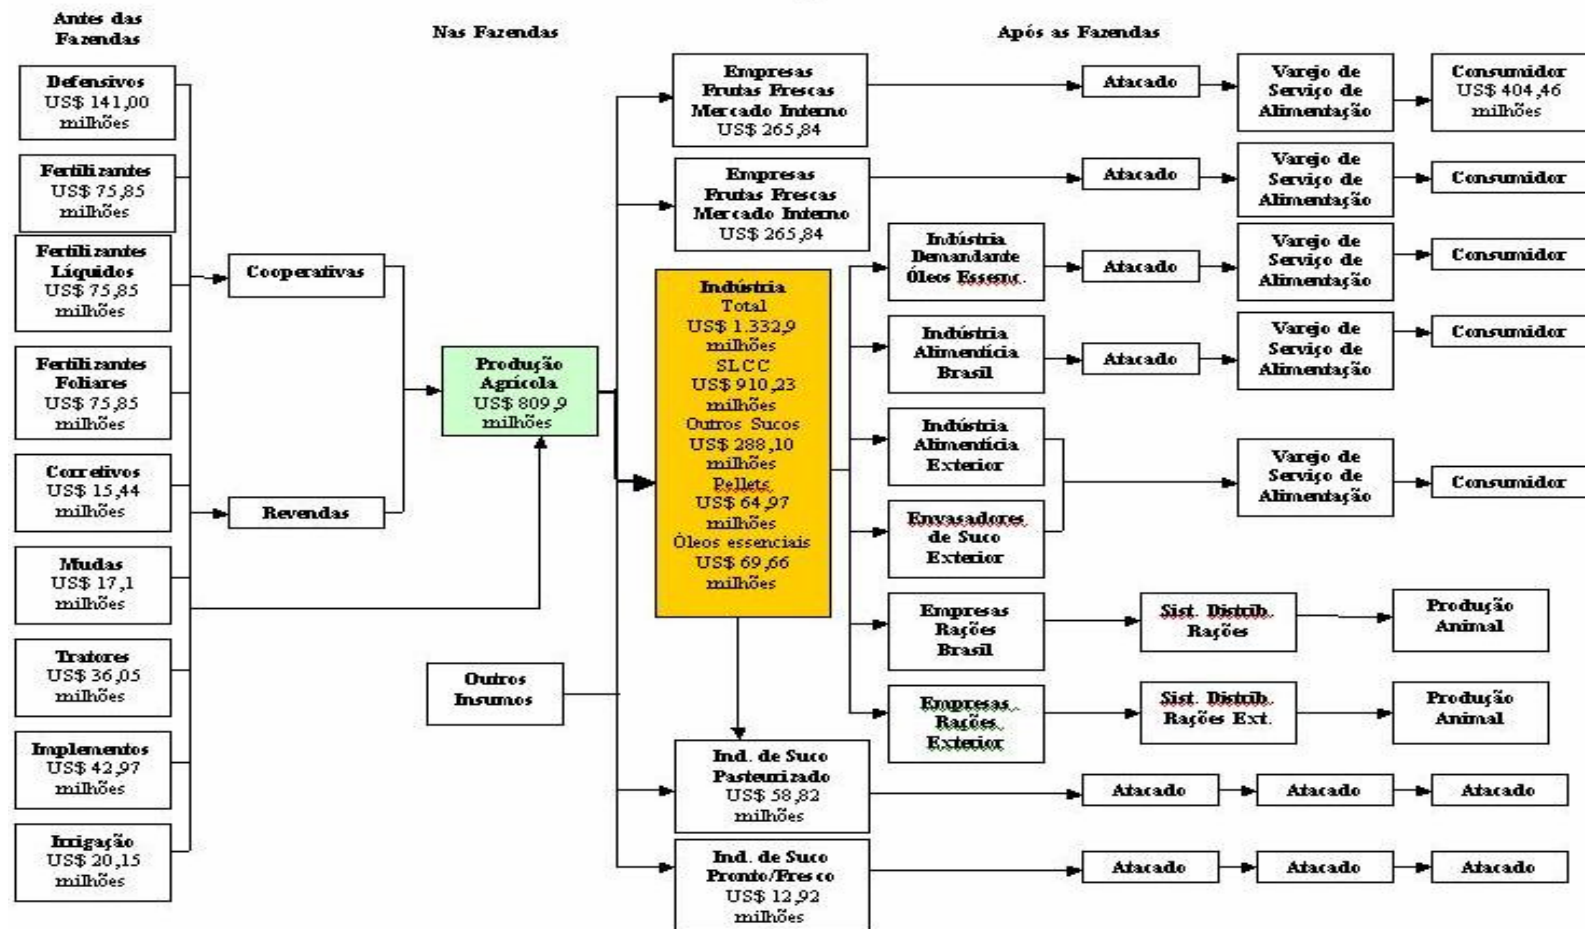 Antes das
Fazendas
Nas Fazendas
Após as Fazendas
Defensivos
US$ 141,00
milhões
Fertilizantes
US$ 75,85
milhões
Fertilizantes
Líquidos
US$ 75,85
milhões
Fertilizantes
Foliares
US$ 75,85
milhões
Corretivos
US$ 15,44
milhões
Mudas
US$ 17,1
milhões
Tratores
US$ 36,05
milhões
Implementos
US$ 42,97
milhões
Irrigação
US$ 20,15
milhões
Cooperativas
Revendas
Produção
Agrícola
US$ 809,9
milhões
Outros
Insumos
Empresas
Frutas Frescas
Mercado Interno
US$ 265,84
Atacado
Varejo de
Serviço de
Alimentação
Consumidor
US$ 404,46
milhões
Empresas
Frutas Frescas
Mercado Interno
US$ 265,84
Atacado
Varejo de
Serviço de
Alimentação
Consumidor
Indústria
Total
US$ 1.332,9
milhões
SLCC
US$ 910,23
milhões
Outros Sucos
US$ 288,10
milhões
Pellets
US$ 64,97
milhões
Óleos essenciais
US$ 69,66
milhões
Indústria
Demandante
Óleos Essenc.
Atacado
Varejo de
Serviço de
Alimentação
Consumidor
Indústria
Alimentícia
Brasil
Atacado
Varejo de
Serviço de
Alimentação
Consumidor
Indústria
Alimentícia
Exterior
Envasadores
de Suco
Exterior
Varejo de
Serviço de
Alimentação
Consumidor
Empresas
Rações
Brasil
Sist. Distrib.
Rações
Produção
Animal
Empresas
Rações
Exterior
Sist. Distrib.
Rações Ext.
Produção
Animal
Ind. de Suco
Pasteurizado
US$ 58,82
milhões
Atacado
Atacado
Atacado
Ind. de Suco
Pronto/Fresco
US$ 12,92
milhões
Atacado
Atacado
Atacado